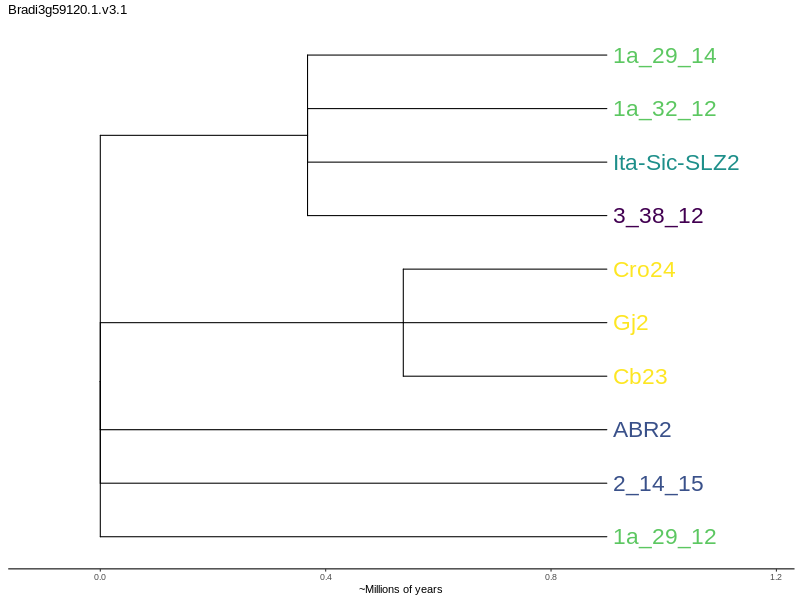 Bradi3g59120.1.v3.1
1a_29_14
1a_32_12
Ita-Sic-SLZ2
3_38_12
Cro24
Gj2
Cb23
ABR2
2_14_15
1a_29_12
0.0 0.4 0.8 1.2
~Millions of years